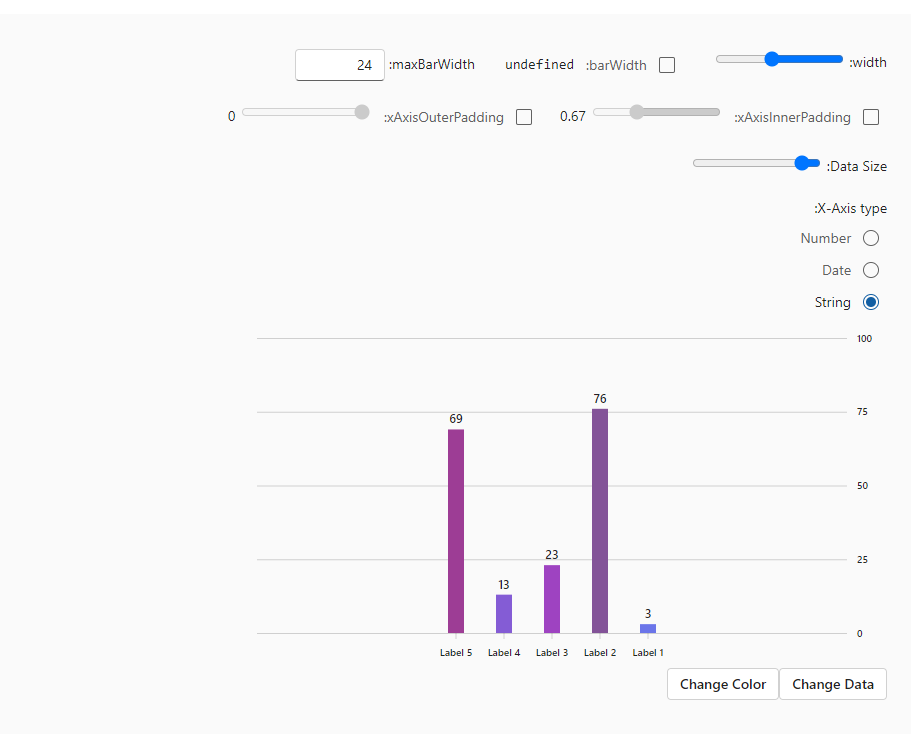 width:
barWidth: undefined
maxBarWidth: 24
xAxisInnerPadding: 0.67
xAxisOuterPadding: 0
Data Size:
X-Axis type:
Number
Date
String
100
75
50
25
0
69
13
23
76
3
Label 5 Label 4 Label 3 Label 2 Label 1
Change Color Change Data